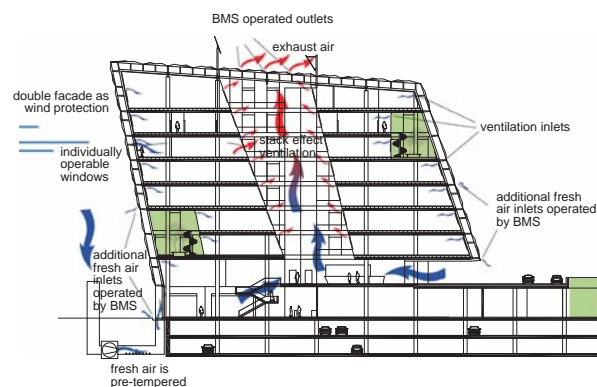 BMS operated outlets
exhaust air
double facade as
wind protection
individually
operable
windows
stack effect
ventilation
ventilation inlets
additional fresh
air inlets operated
by BMS
additional
fresh air
inlets
operated
by BMS
fresh air is
pre-tempered